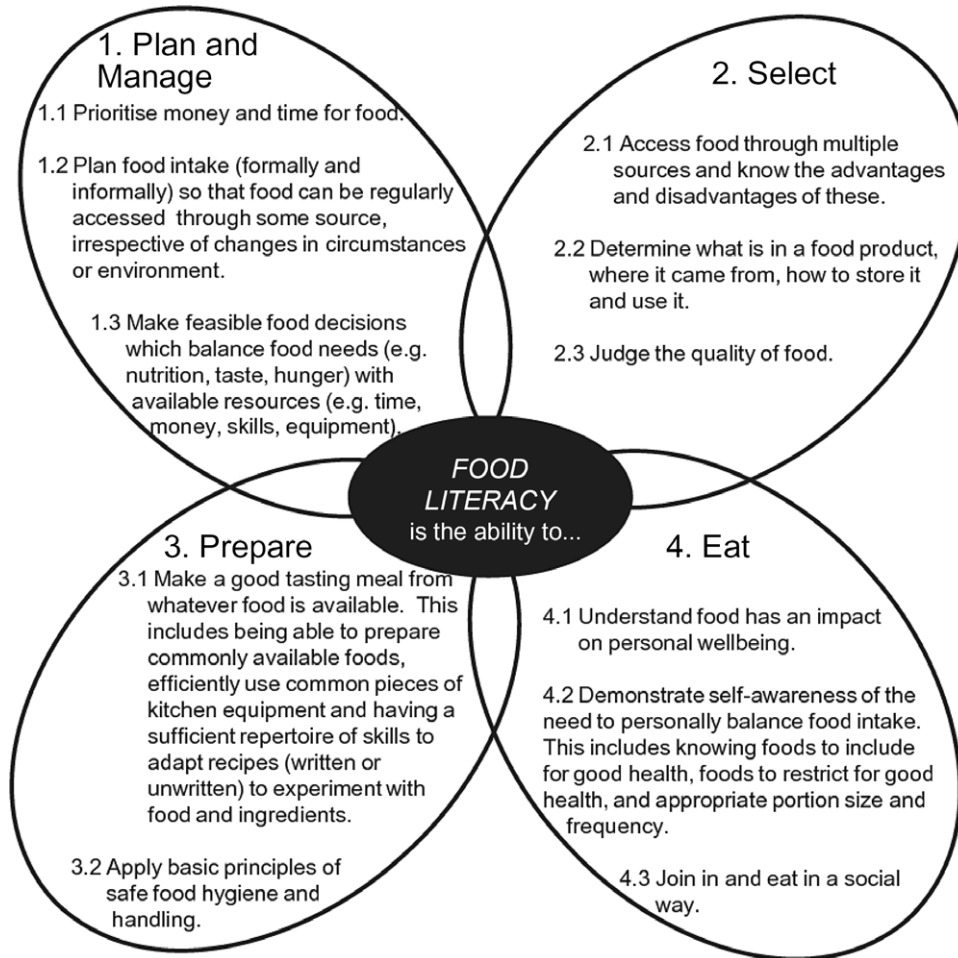 1. Plan and
Manage
1.1 Prioritise money and time for food.
1.2 Plan food intake (formally and
informally) so that food can be regularly
accessed through some source,
irrespective of changes in circumstances
or environment.
1.3 Make feasible food decisions
which balance food needs (e.g.
nutrition, taste, hunger) with
available resources (e.g. time,
money, skills, equipment).
2. Select
2.1 Access food through multiple
sources and know the advantages
and disadvantages of these.
2.2 Determine what is in a food product,
where it came from, how to store it
and use it.
2.3 Judge the quality of food.
FOOD
LITERACY
is the ability to...
3. Prepare
3.1 Make a good tasting meal from
whatever food is available. This
includes being able to prepare
commonly available foods,
efficiently use common pieces of
kitchen equipment and having a
sufficient repertoire of skills to
adapt recipes (written or
unwritten) to experiment with
food and ingredients.
3.2 Apply basic principles of
safe food hygiene and
handling.
4. Eat
4.1 Understand food has an impact
on personal wellbeing.
4.2 Demonstrate self-awareness of the
need to personally balance food intake.
This includes knowing foods to include
for good health, foods to restrict for good
health, and appropriate portion size and
frequency.
4.3 Join in and eat in a social
way.